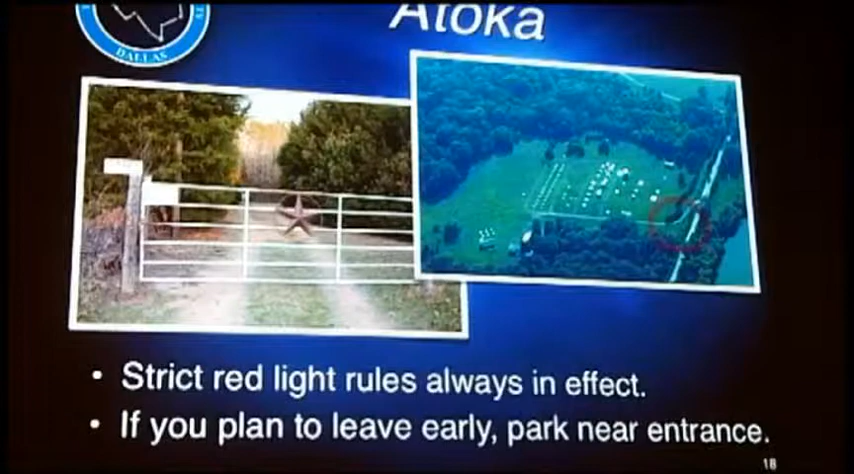 Atoka
DALLAS
• Strict red light rules always in effect.
• If you plan to leave early, park near entrance.
18